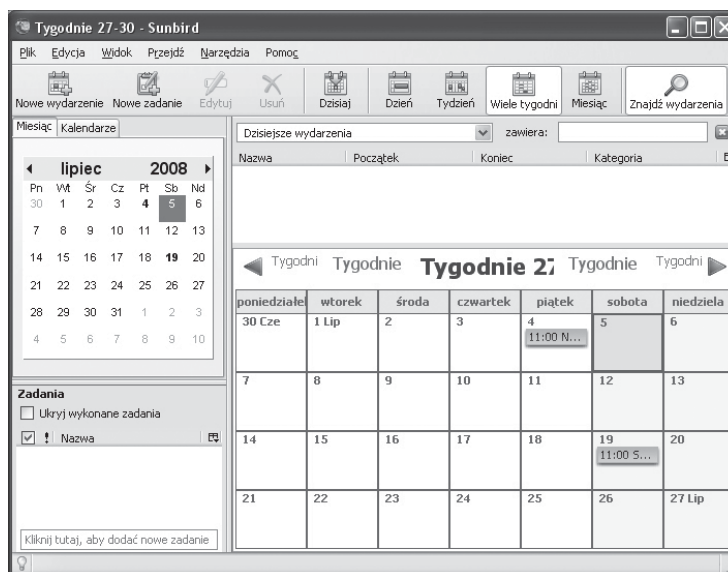 Tygodnie 27-30 - Sunbird
Plik Edycja Widok Przejdź Narzędzia Pomoc
Nowe wydarzenie Nowe zadanie Edytuj Usuń Dzisiaj Dzień Tydzień Wiele tygodni Miesiąc Znajdź wydarzenia
Miesiąc Kalendarze
Dzisiejsze wydarzenia zawiera:
Nazwa Początek Koniec Kategoria
lipiec 2008
Pn Wt Śr Cz Pt Sb Nd
30 1 2 3 4 5 6
7 8 9 10 11 12 13
14 15 16 17 18 19 20
21 22 23 24 25 26 27
28 29 30 31 1 2 3
4 5 6 7 8 9 10
Tygodni Tygodnie Tygodnie 27 Tygodnie Tygodni
poniedziałek wtorek środa czwartek piątek sobota niedziela
30 Cze 1 Lip 2 3 4 5 6
11:00 N...
7 8 9 10 11 12 13
14 15 16 17 18 19 20
11:00 S...
21 22 23 24 25 26 27 Lip
Zadania
Ukryj wykonane zadania
! Nazwa
Kliknij tutaj, aby dodać nowe zadanie